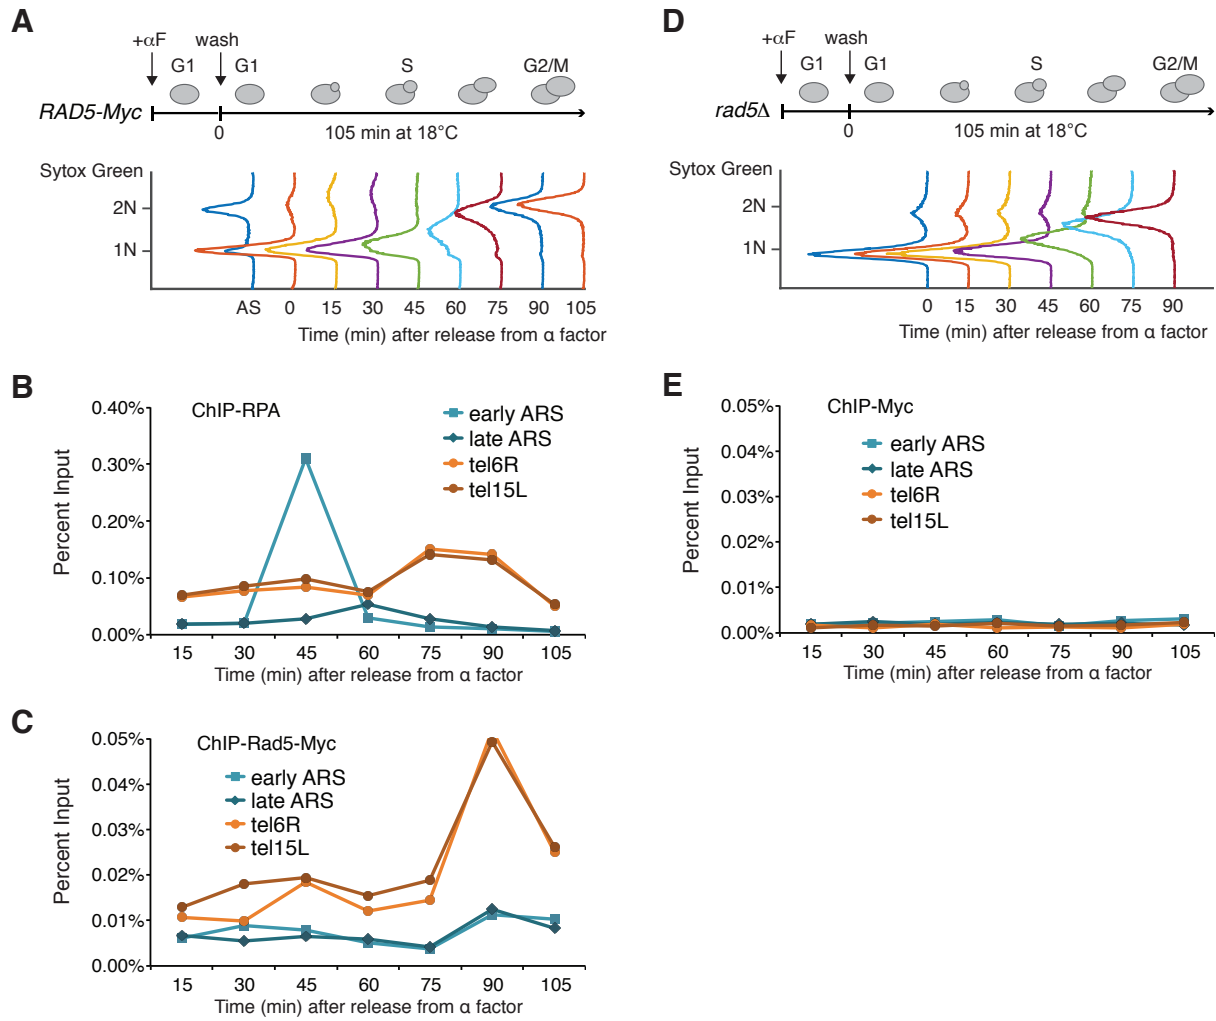 A
+αF wash
G1 G1 S G2/M
RAD5-Myc
0 105 min at 18°C
Sytox Green
2N
1N
AS 0 15 30 45 60 75 90 105
Time (min) after release from α factor
B
ChIP-RPA
early ARS
late ARS
tel6R
tel15L
Percent Input
0.40%
0.30%
0.20%
0.10%
0.00%
15 30 45 60 75 90 105
Time (min) after release from α factor
C
ChIP-Rad5-Myc
early ARS
late ARS
tel6R
tel15L
Percent Input
0.05%
0.04%
0.03%
0.02%
0.01%
0.00%
15 30 45 60 75 90 105
Time (min) after release from α factor
D
+αF wash
G1 G1 S G2/M
rad5Δ
0 105 min at 18°C
Sytox Green
2N
1N
0 15 30 45 60 75 90
Time (min) after release from α factor
E
ChIP-Myc
early ARS
late ARS
tel6R
tel15L
Percent Input
0.05%
0.04%
0.03%
0.02%
0.01%
0.00%
15 30 45 60 75 90 105
Time (min) after release from α factor